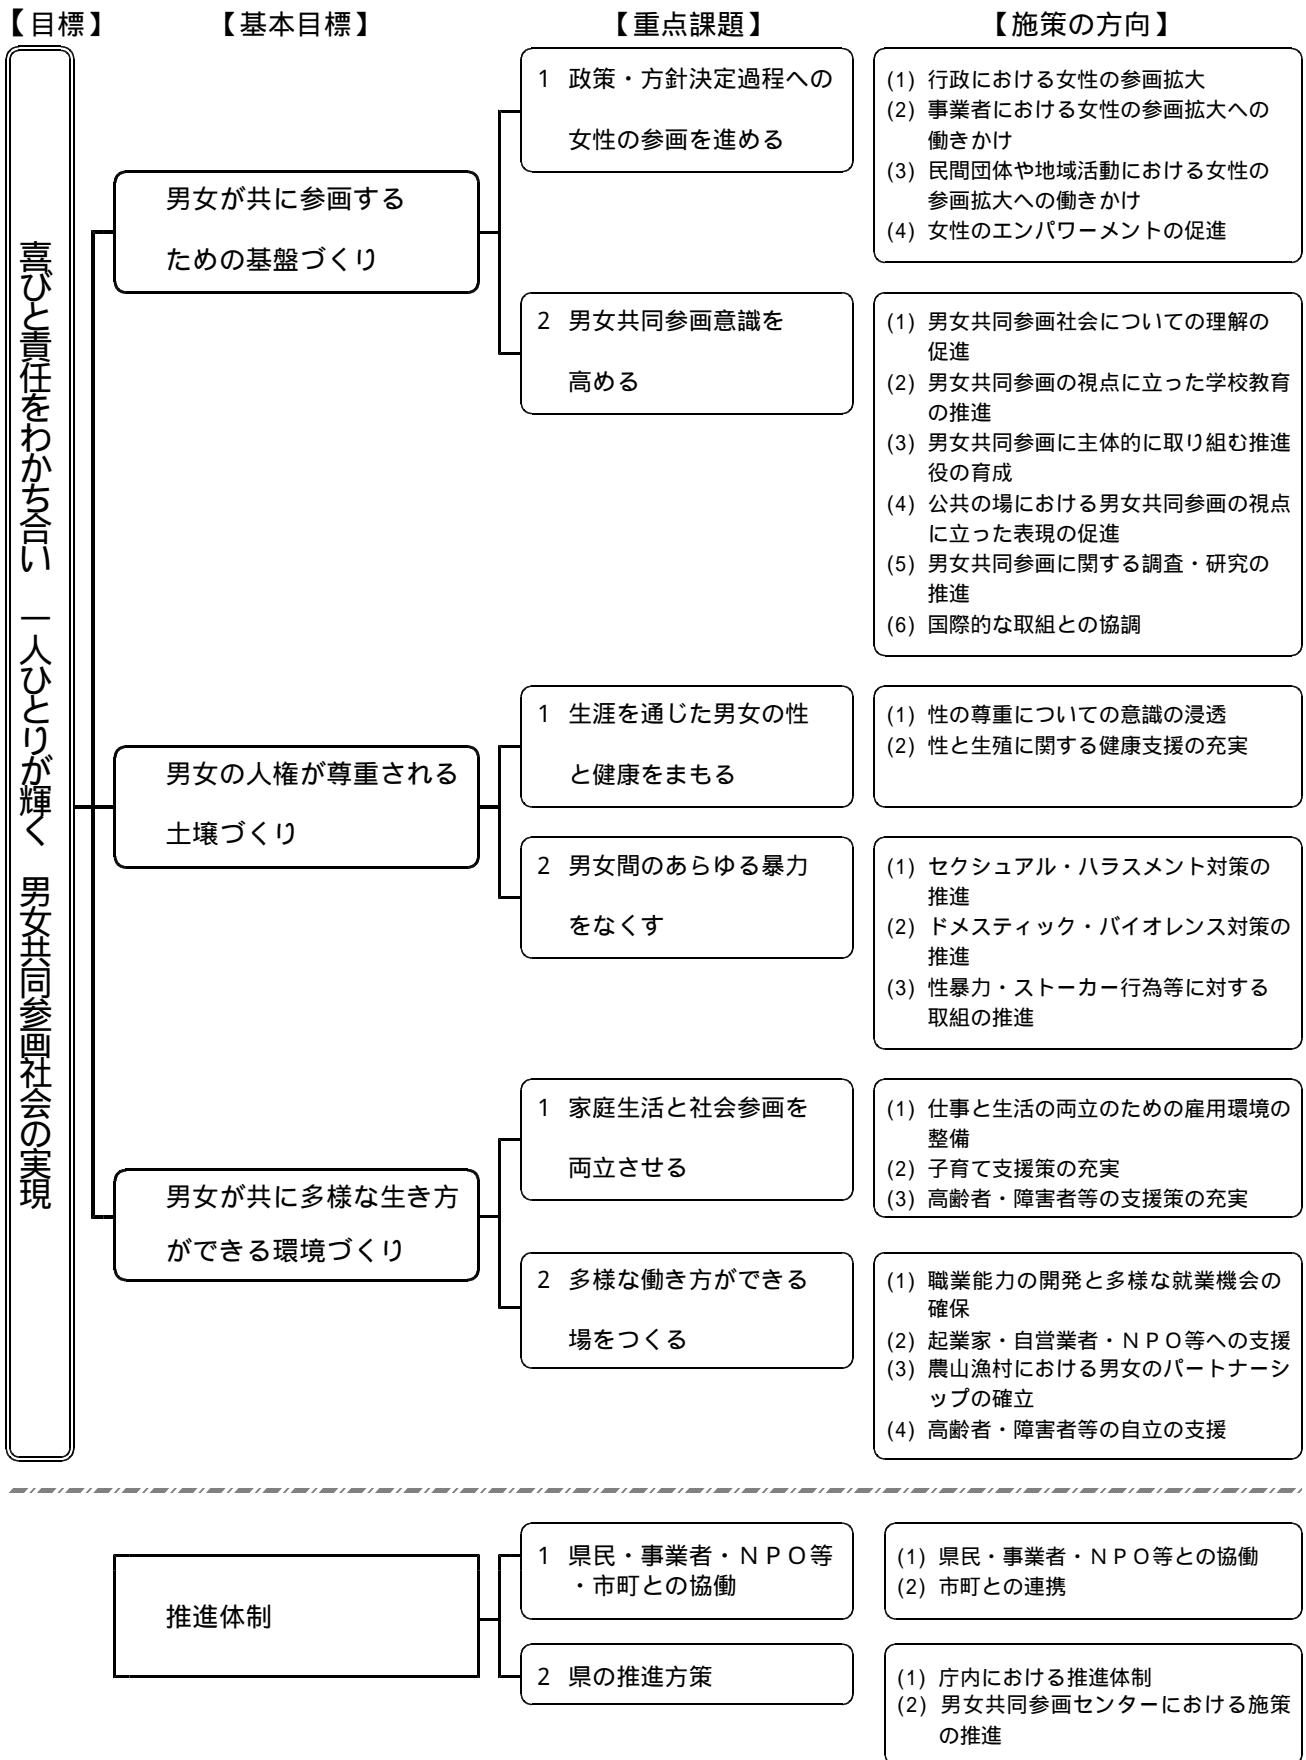 【目標】 【基本目標】 【重点課題】 【施策の方向】
喜びと責任をわかち合い 一人ひとりが輝く 男女共同参画社会の実現
男女が共に参画する
ための基盤づくり
1 政策・方針決定過程への
女性の参画を進める
(1) 行政における女性の参画拡大
(2) 事業者における女性の参画拡大への
働きかけ
(3) 民間団体や地域活動における女性の
参画拡大への働きかけ
(4) 女性のエンパワーメントの促進
2 男女共同参画意識を
高める
(1) 男女共同参画社会についての理解の
促進
(2) 男女共同参画の視点に立った学校教育
の推進
(3) 男女共同参画に主体的に取り組む推進
役の育成
(4) 公共の場における男女共同参画の視点
に立った表現の促進
(5) 男女共同参画に関する調査・研究の
推進
(6) 国際的な取組との協調
男女の人権が尊重される
土壌づくり
1 生涯を通じた男女の性
と健康をまもる
(1) 性の尊重についての意識の浸透
(2) 性と生殖に関する健康支援の充実
2 男女間のあらゆる暴力
をなくす
(1) セクシュアル・ハラスメント対策の
推進
(2) ドメスティック・バイオレンス対策の
推進
(3) 性暴力・ストーカー行為等に対する
取組の推進
男女が共に多様な生き方
ができる環境づくり
1 家庭生活と社会参画を
両立させる
(1) 仕事と生活の両立のための雇用環境の
整備
(2) 子育て支援策の充実
(3) 高齢者・障害者等の支援策の充実
2 多様な働き方ができる
場をつくる
(1) 職業能力の開発と多様な就業機会の
確保
(2) 起業家・自営業者・NPO等への支援
(3) 農山漁村における男女のパートナーシ
ップの確立
(4) 高齢者・障害者等の自立の支援
推進体制
1 県民・事業者・NPO等
・市町との協働
(1) 県民・事業者・NPO等との協働
(2) 市町との連携
2 県の推進方策
(1) 庁内における推進体制
(2) 男女共同参画センターにおける施策
の推進